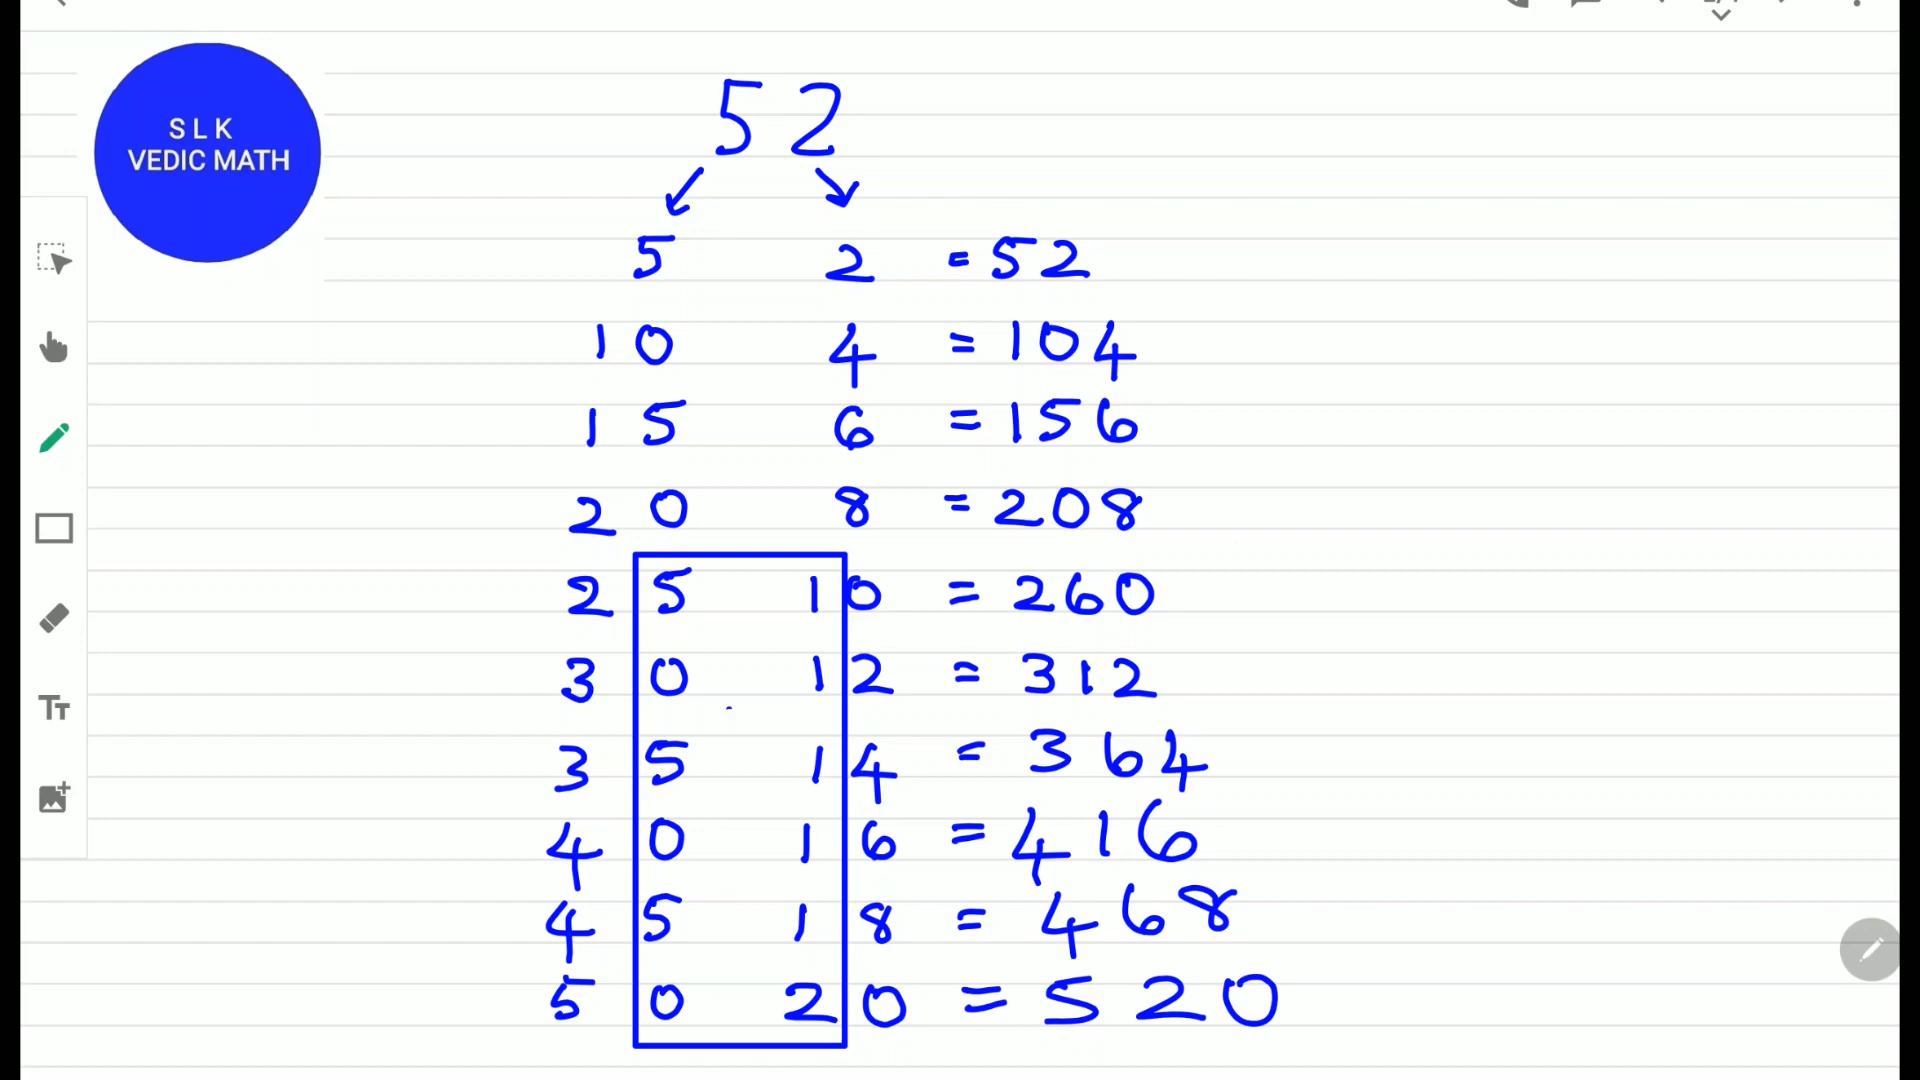 S L K
VEDIC MATH
52
5 2 = 52
10 4 = 104
15 6 = 156
20 8 = 208
25 10 = 260
30 12 = 312
35 14 = 364
40 16 = 416
45 18 = 468
50 20 = 520
TT